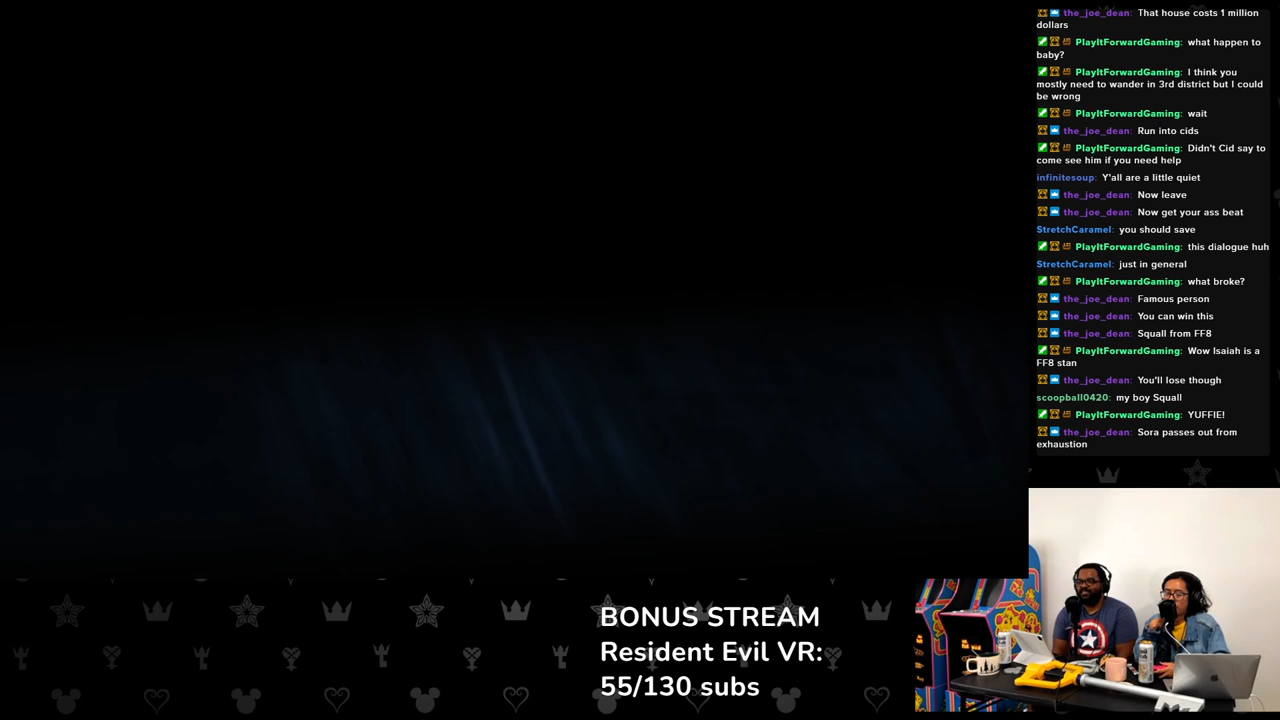 the_joe_dean: That house costs 1 million
dollars
PlayItForwardGaming: what happen to
baby?
PlayItForwardGaming: I think you
mostly need to wander in 3rd district but I could
be wrong
PlayItForwardGaming: wait
the_joe_dean: Run into cids
PlayItForwardGaming: Didn't Cid say to
come see him if you need help
infinitesoup: Y'all are a little quiet
the_joe_dean: Now leave
the_joe_dean: Now get your ass beat
StretchCaramel: you should save
PlayItForwardGaming: this dialogue huh
StretchCaramel: just in general
PlayItForwardGaming: what broke?
the_joe_dean: Famous person
the_joe_dean: You can win this
the_joe_dean: Squall from FF8
PlayItForwardGaming: Wow Isaiah is a
FF8 stan
the_joe_dean: You'll lose though
scoopball0420: my boy Squall
PlayItForwardGaming: YUFFIE!
the_joe_dean: Sora passes out from
exhaustion
BONUS STREAM
Resident Evil VR:
55/130 subs